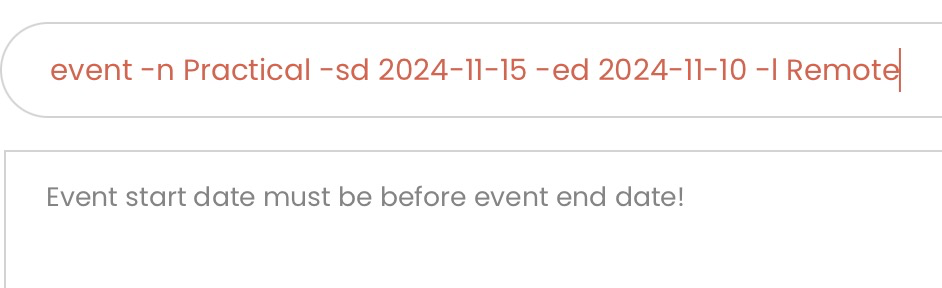 event -n Practical -sd 2024-11-15 -ed 2024-11-10 -l Remote
Event start date must be before event end date!